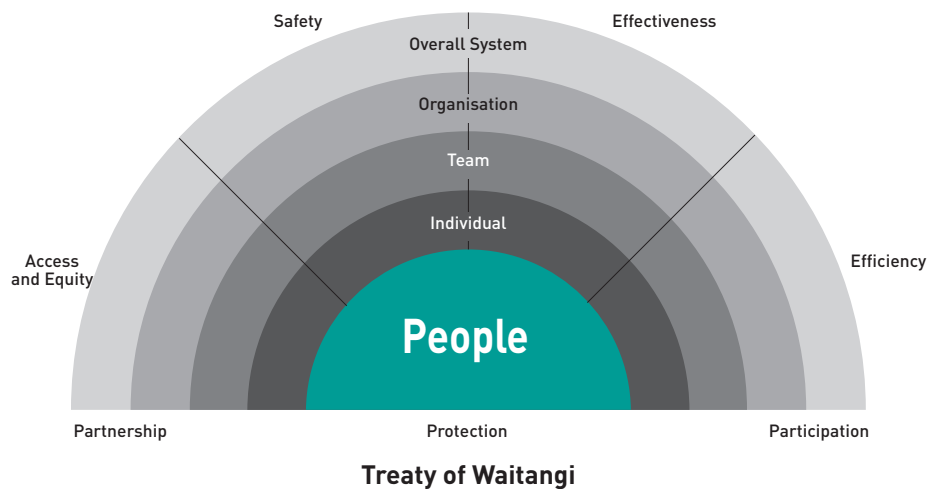 Safety
Effectiveness
Overall System
Organisation
Team
Individual
Access
and Equity
Efficiency
People
Partnership
Protection
Participation
Treaty of Waitangi